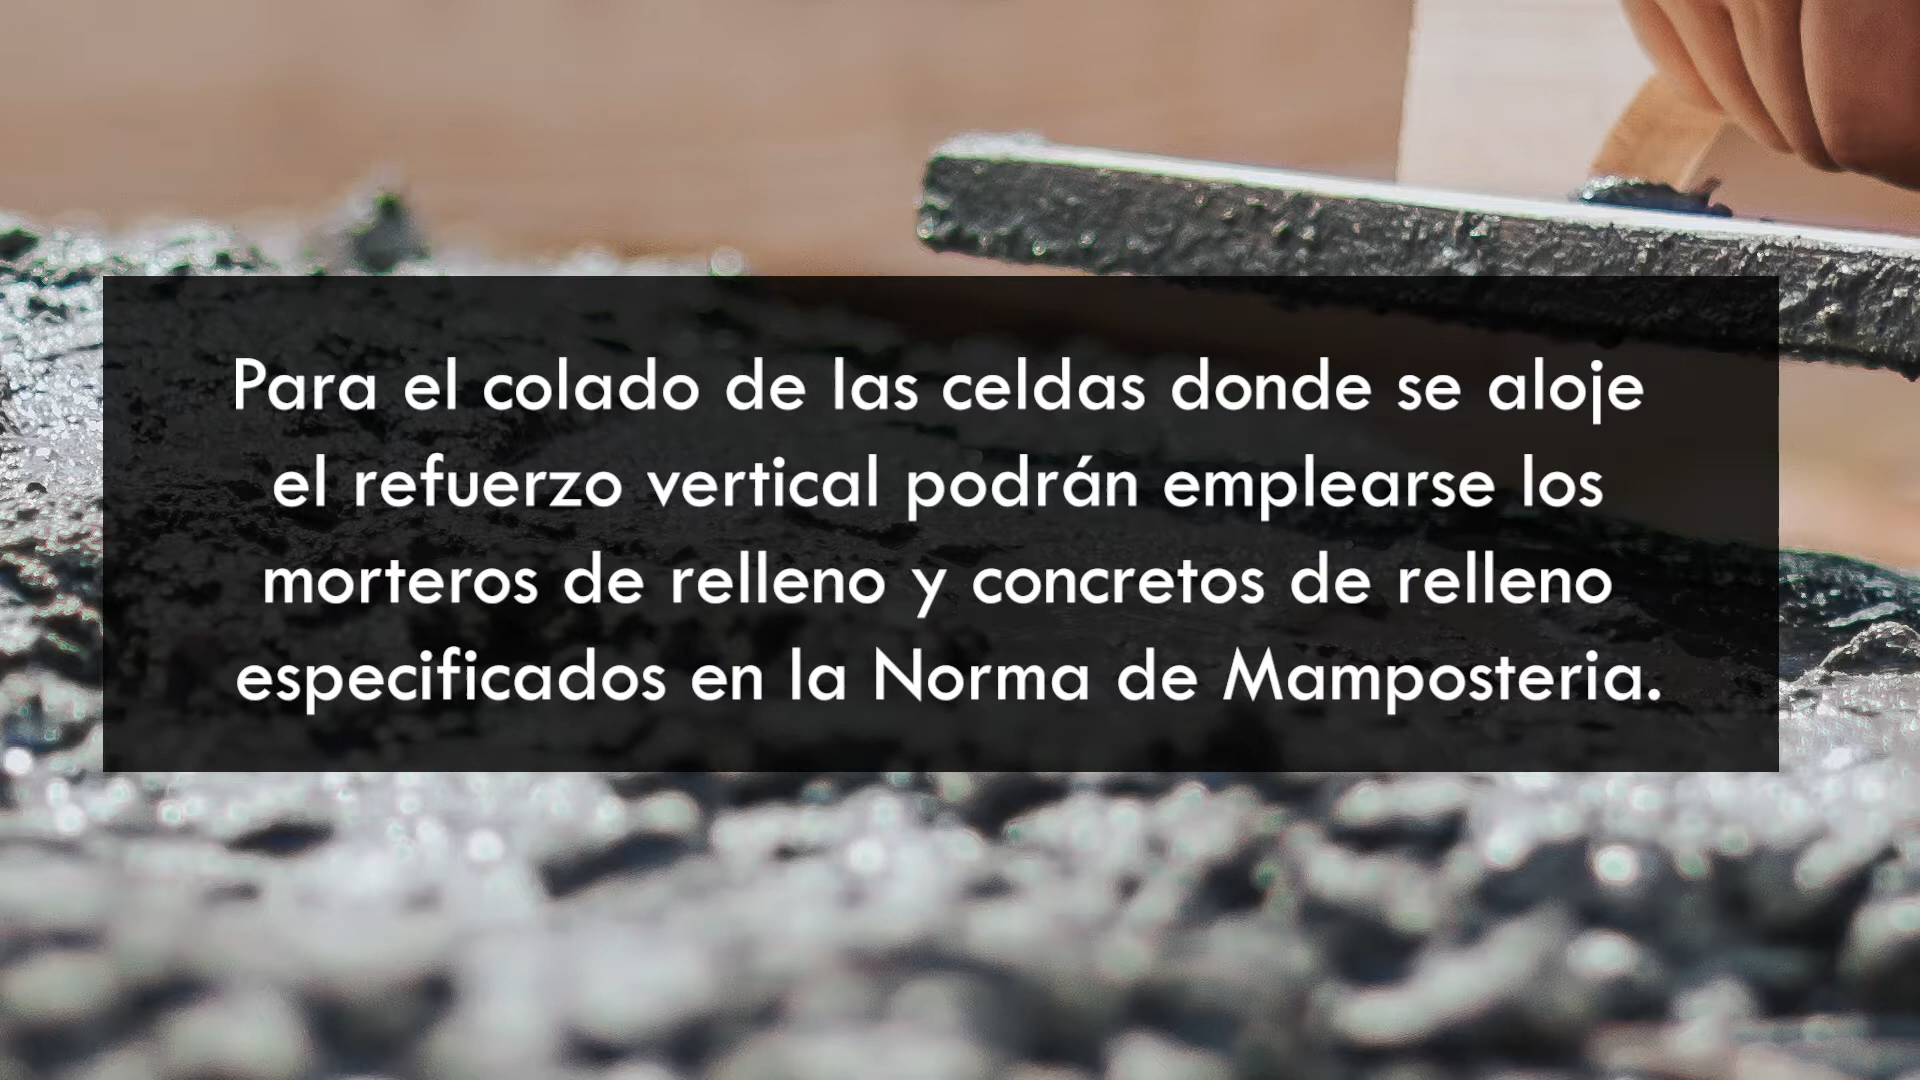 Para el colado de las celdas donde se aloje
el refuerzo vertical podrán emplearse los
morteros de relleno y concretos de relleno
especificados en la Norma de Mamposteria.